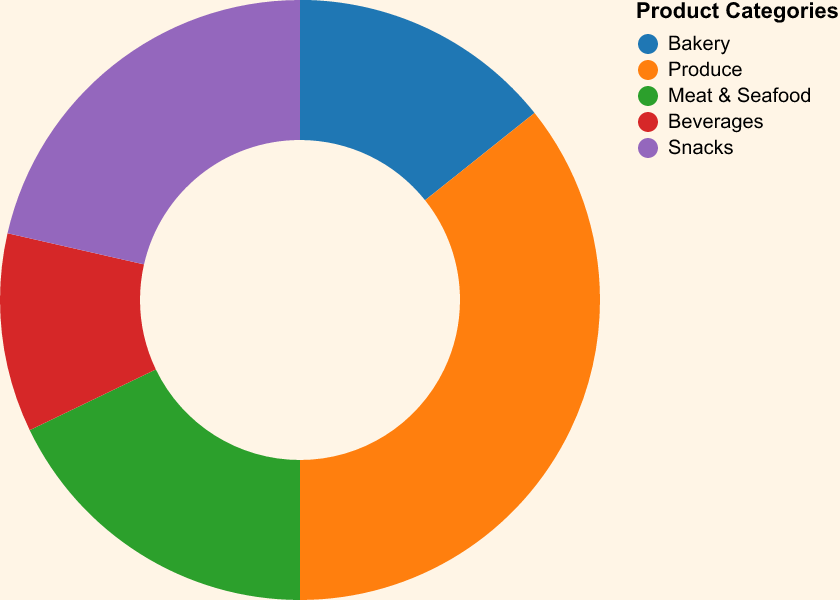 Product Categories
Bakery
Produce
Meat & Seafood
Beverages
Snacks